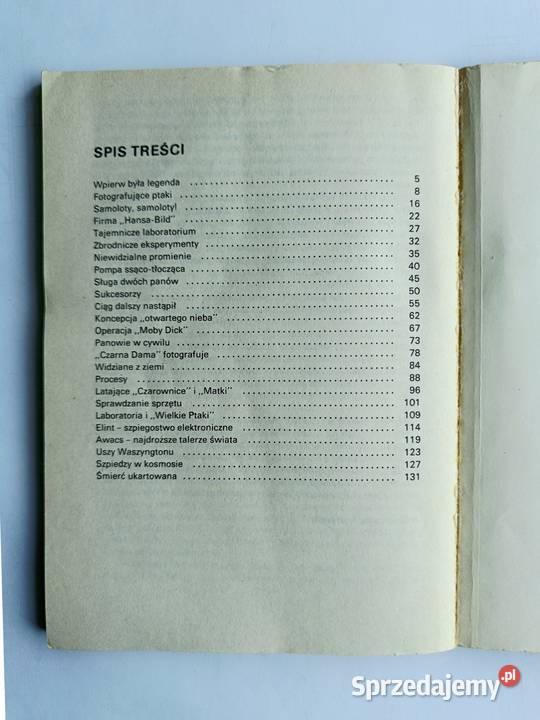 SPIS TREŚCI
Wpierw była legenda 5
Fotografujące ptaki 8
Samoloty, samoloty! 16
Firma „Hansa-Bild" 22
Tajemnicze laboratorium 27
Zbrodnicze eksperymenty 32
Niewidzialne promienie 35
Pompa ssąco-tłocząca 40
Sługa dwóch panów 45
Sukcesorzy 50
Ciąg dalszy nastąpił 55
Koncepcja „otwartego nieba" 62
Operacja „Moby Dick" 67
Panowie w cywilu 73
„Czarna Dama" fotografuje 78
Widziane z ziemi 84
Procesy 88
Latające „Czarownice" i „Matki" 96
Sprawdzanie sprzętu 101
Laboratoria i „Wielkie Ptaki" 109
Elint – szpiegostwo elektroniczne 114
Awacs – najdroższe talerze świata 119
Uszy Waszyngtonu 123
Szpiedzy w kosmosie 127
Śmierć ukartowana 131
Sprzedajemy.pl